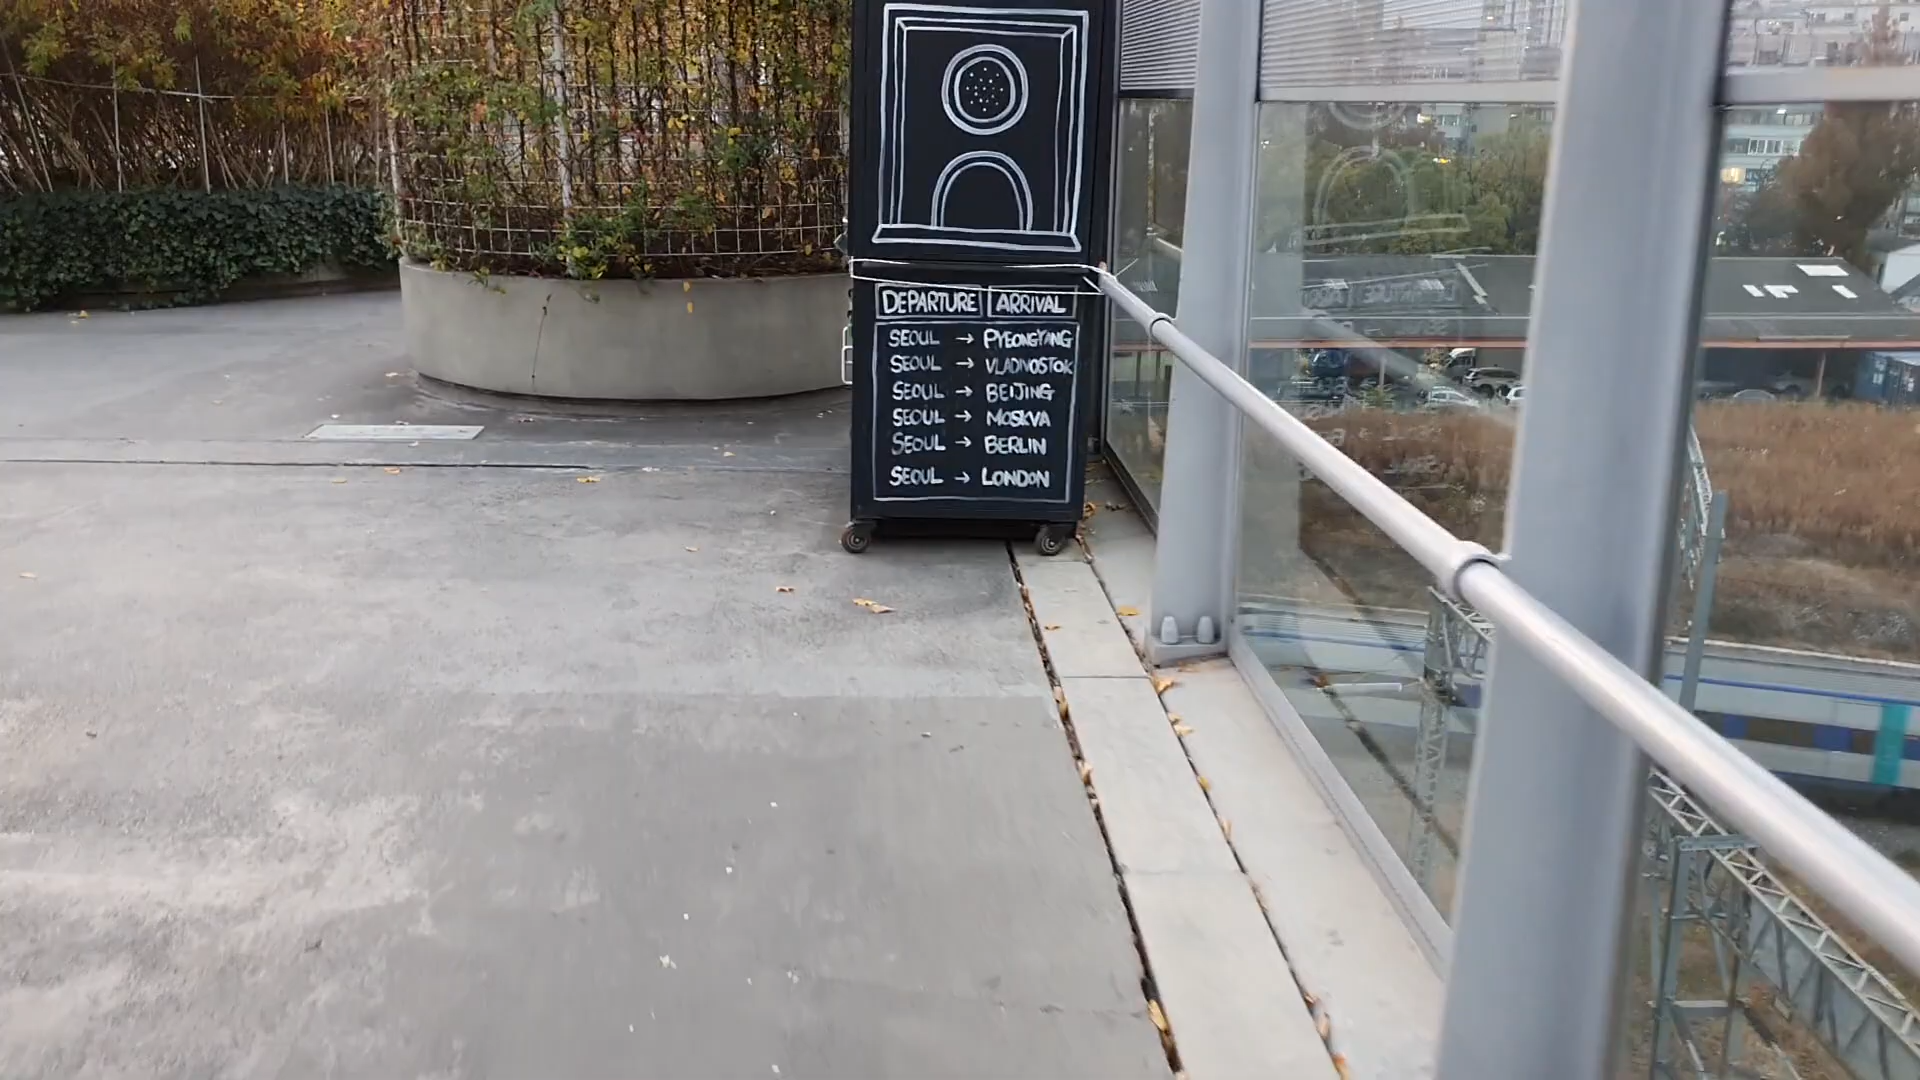 DEPARTURE ARRIVAL
SEOUL → PYEONGYANG
SEOUL → VLADIVOSTOK
SEOUL → BEIJING
SEOUL → MOSKVA
SEOUL → BERLIN
SEOUL → LONDON